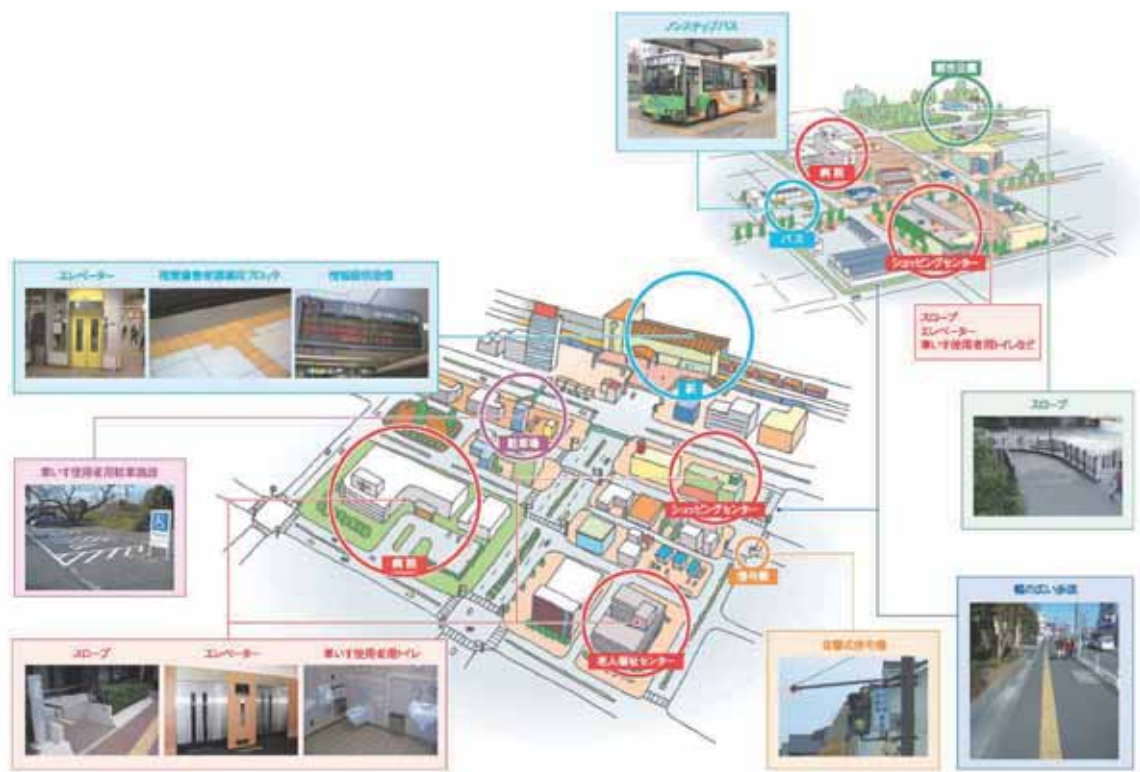 ノンステップバス
都市公園
病院
バス
ショッピングセンター
エレベーター
視覚障害者誘導用ブロック
スロープ
エレベーター
車いす使用者用トイレなど
駅
スロープ
駐車場
車いす使用者用駐車施設
ショッピングセンター
病院
信号機
幅の広い歩道
老人福祉センター
音響式信号機
スロープ
エレベーター
車いす使用者用トイレ